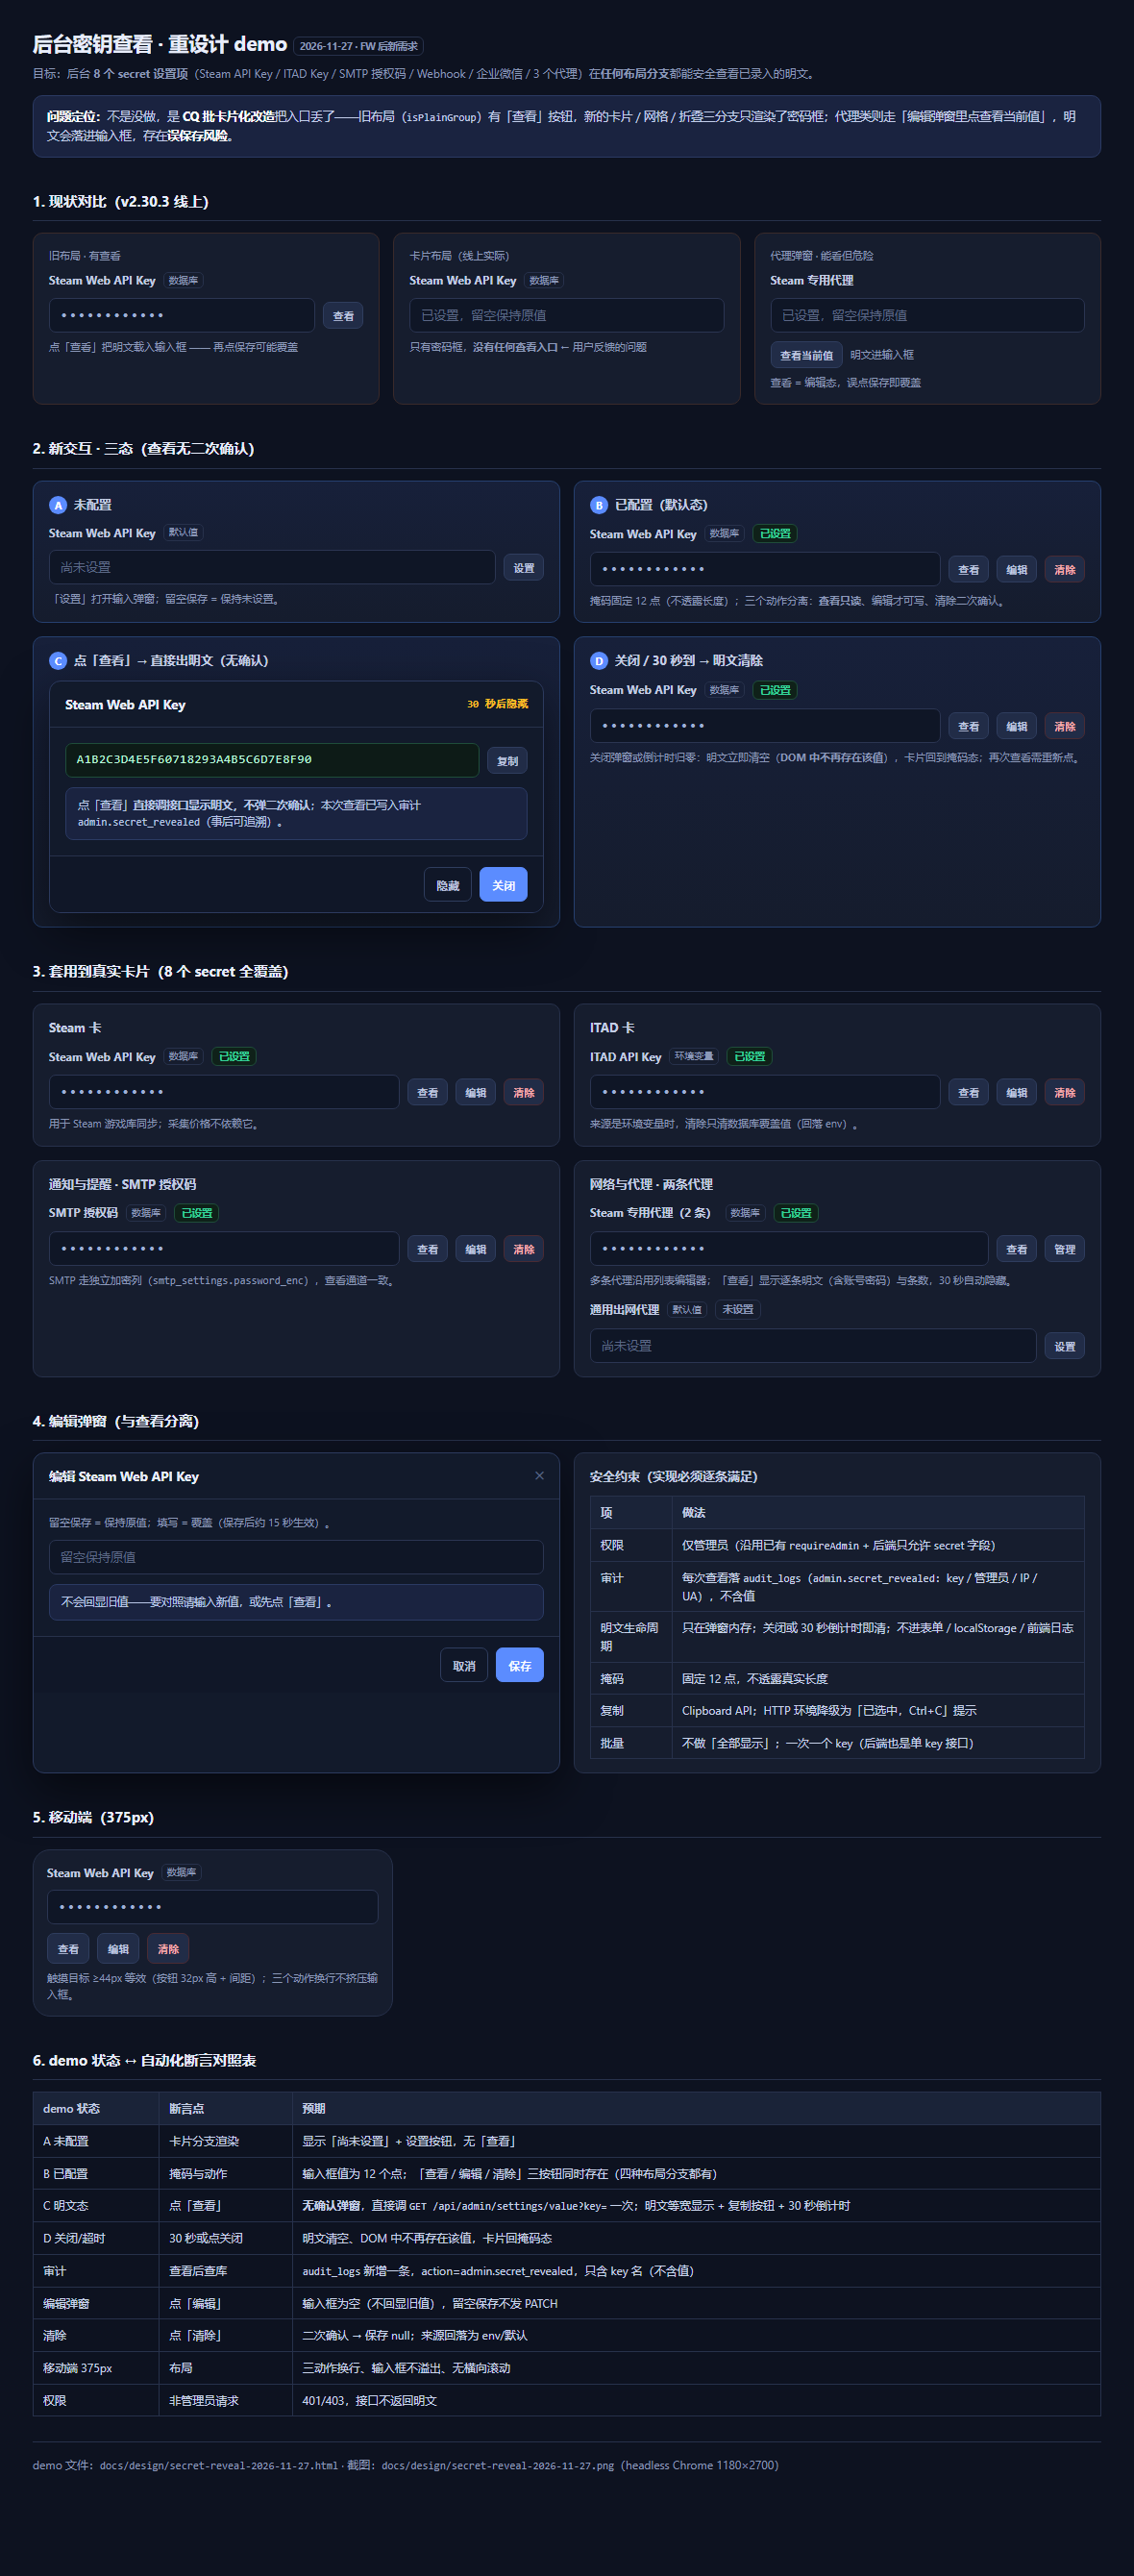 后台密钥查看 · 重设计 demo 2026-11-27 · FW 后新需求
目标：后台 8 个 secret 设置项（Steam API Key / ITAD Key / SMTP 授权码 / Webhook / 企业微信 / 3 个代理）在任何布局分支都能安全查看已录入的明文。
问题定位：不是没做，是 CQ 批卡片化改造把入口丢了——旧布局（isPlainGroup）有「查看」按钮，新的卡片 / 网格 / 折叠三分支只渲染了密码框；代理类则走「编辑弹窗里点查看当前值」，明
文会落进输入框，存在误保存风险。
1. 现状对比（v2.30.3 线上）
旧布局 · 有查看
Steam Web API Key 数据库
•••••••••••• 查看
点「查看」把明文载入输入框 —— 再点保存可能覆盖
卡片布局（线上实际）
Steam Web API Key 数据库
已设置，留空保持原值
只有密码框，没有任何查看入口 ← 用户反馈的问题
代理弹窗 · 能看但危险
Steam 专用代理
已设置，留空保持原值
查看当前值 明文进输入框
查看 = 编辑态，误点保存即覆盖
2. 新交互 · 三态（查看无二次确认）
A 未配置
Steam Web API Key 默认值
尚未设置 设置
「设置」打开输入弹窗；留空保存 = 保持未设置。
B 已配置（默认态）
Steam Web API Key 数据库 已设置
•••••••••••• 查看 编辑 清除
掩码固定 12 点（不透露长度）；三个动作分离：查看只读、编辑才可写、清除二次确认。
C 点「查看」→ 直接出明文（无确认）
Steam Web API Key 30 秒后隐藏
A1B2C3D4E5F60718293A4B5C6D7E8F90 复制
点「查看」直接调接口显示明文，不弹二次确认；本次查看已写入审计
admin.secret_revealed（事后可追溯）。
隐藏 关闭
D 关闭 / 30 秒到 → 明文清除
Steam Web API Key 数据库 已设置
•••••••••••• 查看 编辑 清除
关闭弹窗或倒计时归零：明文立即清空（DOM 中不再存在该值），卡片回到掩码态；再次查看需重新点。
3. 套用到真实卡片（8 个 secret 全覆盖）
Steam 卡
Steam Web API Key 数据库 已设置
•••••••••••• 查看 编辑 清除
用于 Steam 游戏库同步；采集价格不依赖它。
ITAD 卡
ITAD API Key 环境变量 已设置
•••••••••••• 查看 编辑 清除
来源是环境变量时，清除只清数据库覆盖值（回落 env）。
通知与提醒 · SMTP 授权码
SMTP 授权码 数据库 已设置
•••••••••••• 查看 编辑 清除
SMTP 走独立加密列（smtp_settings.password_enc），查看通道一致。
网络与代理 · 两条代理
Steam 专用代理（2 条） 数据库 已设置
•••••••••••• 查看 管理
多条代理沿用列表编辑器；「查看」显示逐条明文（含账号密码）与条数，30 秒自动隐藏。
通用出网代理 默认值 未设置
尚未设置 设置
4. 编辑弹窗（与查看分离）
编辑 Steam Web API Key ×
留空保存 = 保持原值；填写 = 覆盖（保存后约 15 秒生效）。
留空保持原值
不会回显旧值——要对照请输入新值，或先点「查看」。
取消 保存
安全约束（实现必须逐条满足）
项 做法
权限 仅管理员（沿用已有 requireAdmin + 后端只允许 secret 字段）
审计 每次查看落 audit_logs（admin.secret_revealed: key / 管理员 / IP /
UA），不含值
明文生命周 只在弹窗内存；关闭或 30 秒倒计时即清；不进表单 / localStorage / 前端日志
期
掩码 固定 12 点，不透露真实长度
复制 Clipboard API；HTTP 环境降级为「已选中，Ctrl+C」提示
批量 不做「全部显示」；一次一个 key（后端也是单 key 接口）
5. 移动端（375px）
Steam Web API Key 数据库
••••••••••••
查看 编辑 清除
触摸目标 ≥44px 等效（按钮 32px 高 + 间距）；三个动作换行不挤压输
入框。
6. demo 状态 ↔ 自动化断言对照表
demo 状态 断言点 预期
A 未配置 卡片分支渲染 显示「尚未设置」+ 设置按钮，无「查看」
B 已配置 掩码与动作 输入框值为 12 个点；「查看 / 编辑 / 清除」三按钮同时存在（四种布局分支都有）
C 明文态 点「查看」 无确认弹窗，直接调 GET /api/admin/settings/value?key= 一次；明文等宽显示 + 复制按钮 + 30 秒倒计时
D 关闭/超时 30 秒或点关闭 明文清空、DOM 中不再存在该值，卡片回掩码态
审计 查看后查库 audit_logs 新增一条，action=admin.secret_revealed，只含 key 名（不含值）
编辑弹窗 点「编辑」 输入框为空（不回显旧值），留空保存不发 PATCH
清除 点「清除」 二次确认 → 保存 null；来源回落为 env/默认
移动端 375px 布局 三动作换行、输入框不溢出、无横向滚动
权限 非管理员请求 401/403，接口不返回明文
demo 文件：docs/design/secret-reveal-2026-11-27.html · 截图：docs/design/secret-reveal-2026-11-27.png（headless Chrome 1180×2700）